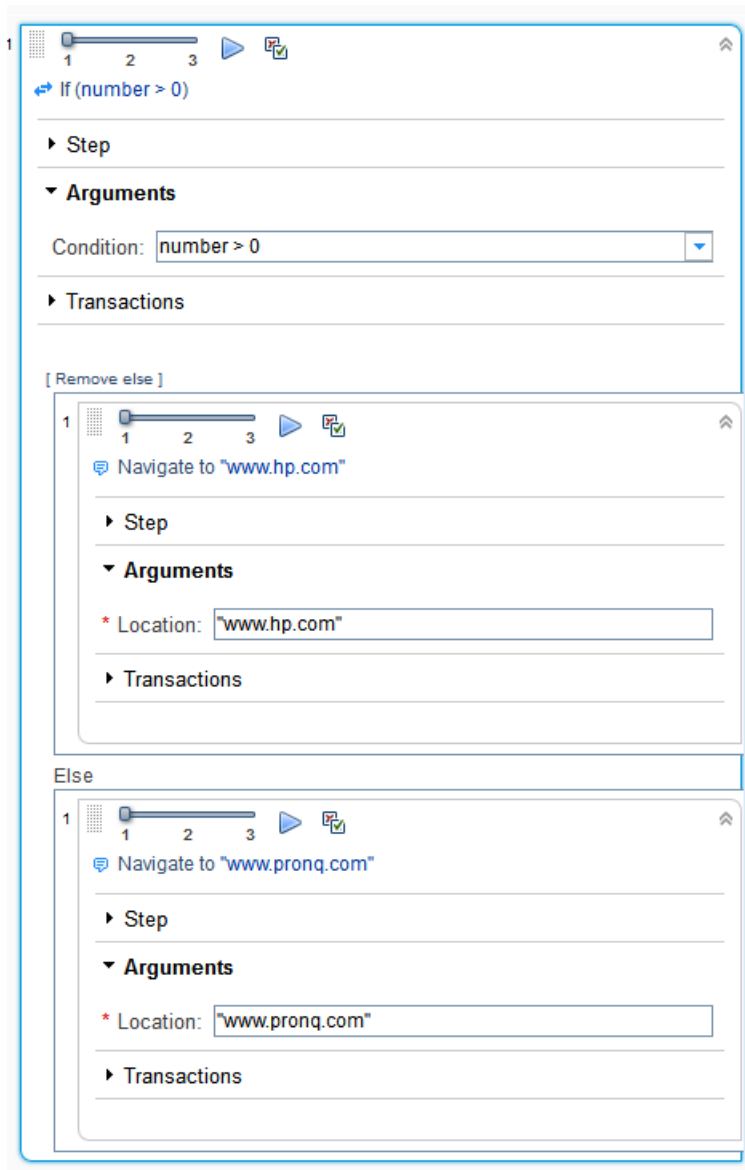 1
1 2 3
If (number > 0)
Step
Arguments
Condition: number > 0
Transactions
[ Remove else ]
1
1 2 3
Navigate to "www.hp.com"
Step
Arguments
* Location: "www.hp.com"
Transactions
Else
1
1 2 3
Navigate to "www.pronq.com"
Step
Arguments
* Location: "www.pronq.com"
Transactions